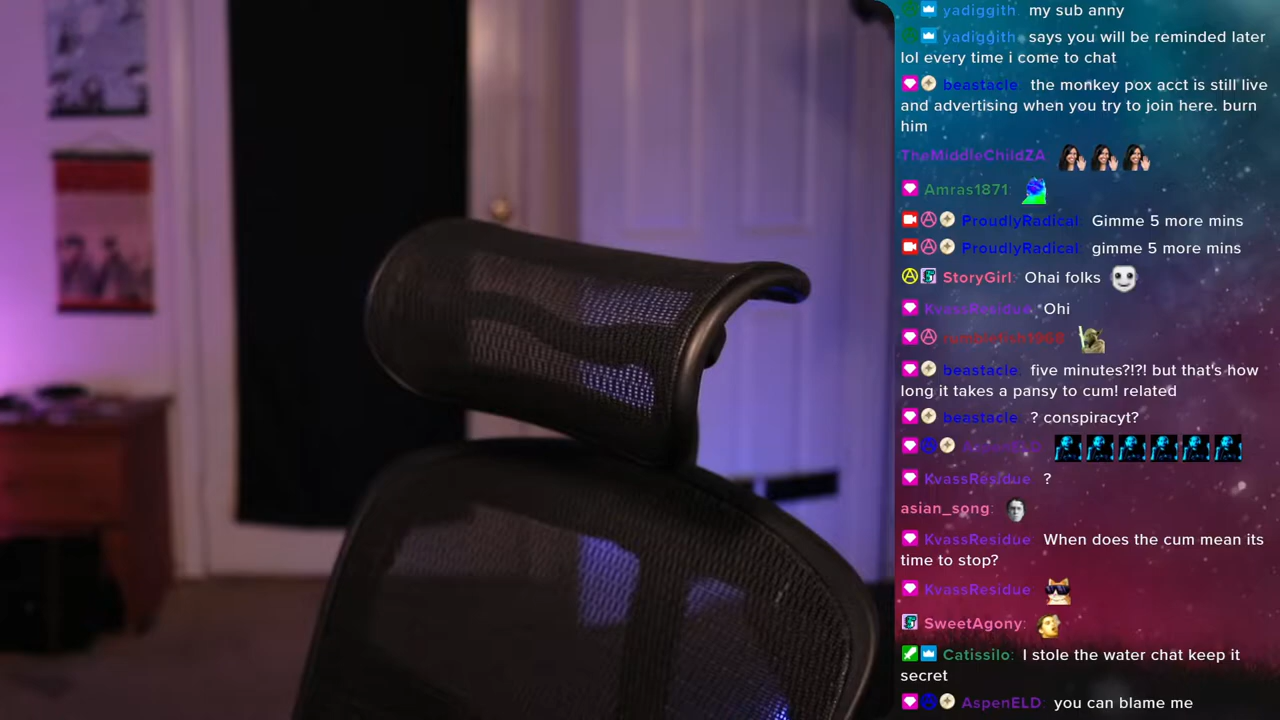 yadiggith: my sub anny
yadiggith: says you will be reminded later
lol every time i come to chat
beastacle: the monkey pox acct is still live
and advertising when you try to join here. burn
him
TheMiddleChildZA:
Amras1871:
ProudlyRadical: Gimme 5 more mins
ProudlyRadical: gimme 5 more mins
StoryGirl: Ohai folks
KvassResidue: *Ohi
rumblefish1968:
beastacle: five minutes?!?! but that's how
long it takes a pansy to cum! related
beastacle: ? conspiracyt?
AspenELD:
KvassResidue: ?
asian_song:
KvassResidue: When does the cum mean its
time to stop?
KvassResidue:
SweetAgony:
Catissilo: I stole the water chat keep it
secret
AspenELD: you can blame me